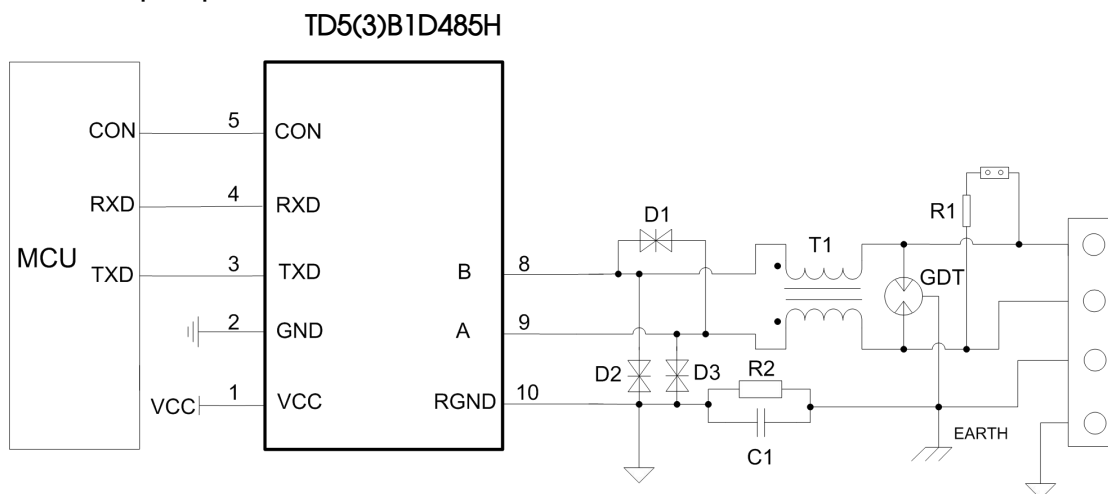 TD5(3)B1D485H
MCU
CON 5 CON
RXD 4 RXD
TXD 3 TXD
2 GND
VCC 1 VCC
B 8
A 9
RGND 10
D1
D2
D3
T1
R2
C1
GDT
R1
EARTH